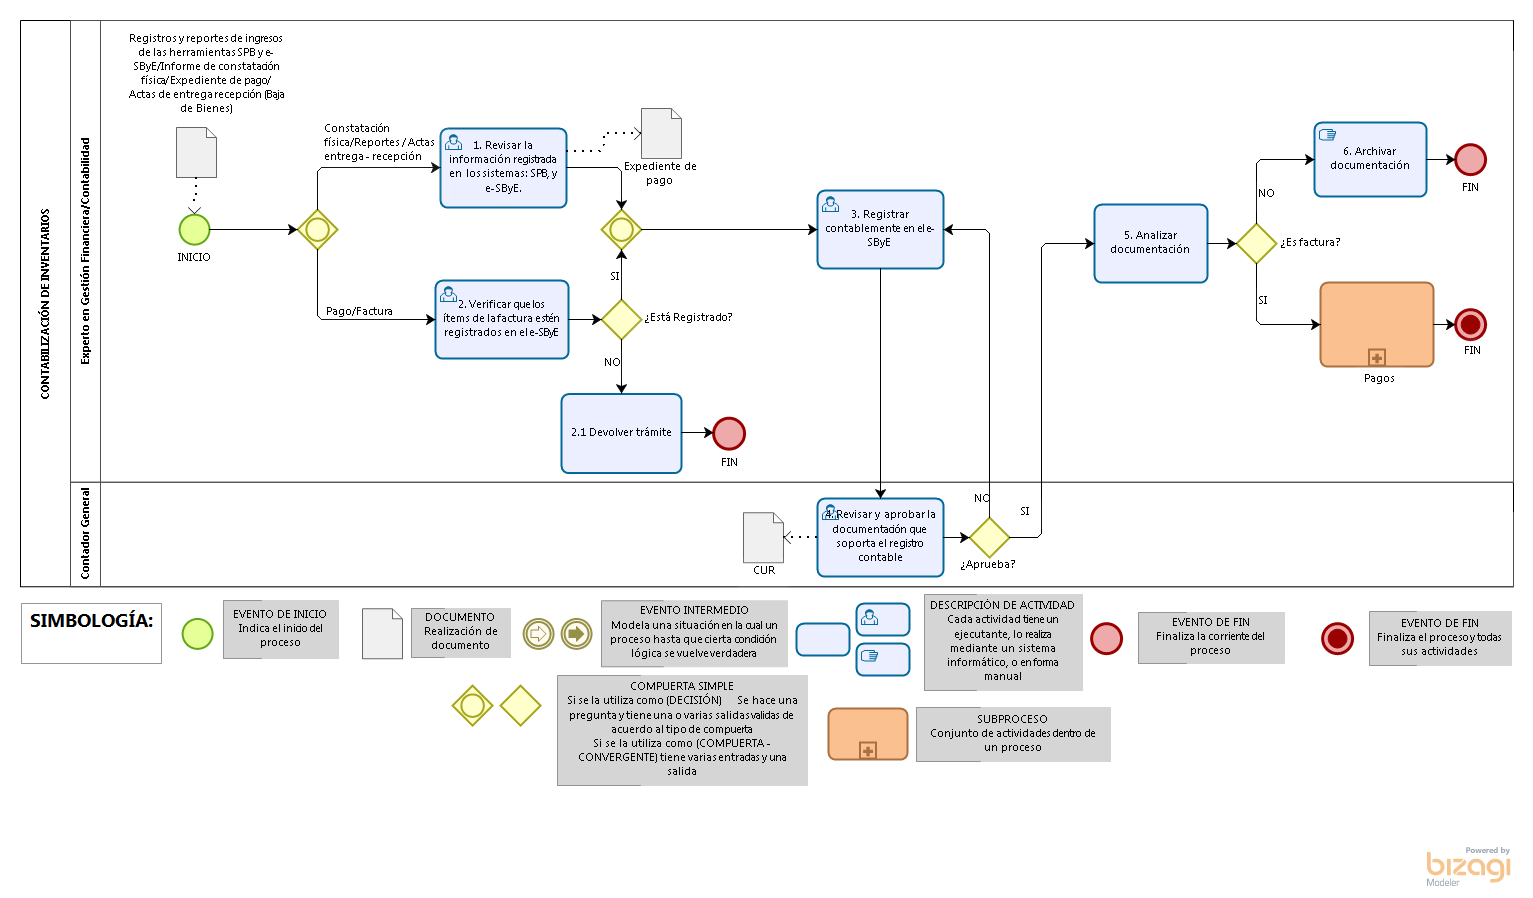 CONTABILIZACIÓN DE INVENTARIOS
Experto en Gestión Financiera/Contabilidad
Registros y reportes de ingresos
de las herramientas SPB y e-
SByE/Informe de constatación
física/Expediente de pago/
Actas de entrega recepción (Baja
de Bienes)
INICIO
Constatación
física/Reportes / Actas
entrega - recepción
Pago/Factura
1. Revisar la
información registrada
en los sistemas: SPB, y
e-SByE.
Expediente de
pago
2. Verificar que los
ítems de la factura estén
registrados en el e-SByE
SI
¿Está Registrado?
NO
2.1 Devolver trámite
FIN
3. Registrar
contablemente en el e-
SByE
5. Analizar
documentación
¿Es factura?
NO
SI
6. Archivar
documentación
FIN
Pagos
FIN
Contador General
CUR
4. Revisar y aprobar la
documentación que
soporta el registro
contable
NO
SI
¿Aprueba?
SIMBOLOGÍA:
EVENTO DE INICIO
Indica el inicio del
proceso
DOCUMENTO
Realización de
documento
EVENTO INTERMEDIO
Modela una situación en la cual un
proceso hasta que cierta condición
lógica se vuelve verdadera
DESCRIPCIÓN DE ACTIVIDAD
Cada actividad tiene un
ejecutante, lo realiza
mediante un sistema
informático, o en forma
manual
EVENTO DE FIN
Finaliza la corriente del
proceso
EVENTO DE FIN
Finaliza el proceso y todas
sus actividades
COMPUERTA SIMPLE
Si se la utiliza como (DECISIÓN) Se hace una
pregunta y tiene una o varias salidas validas de
acuerdo al tipo de compuerta
Si se la utiliza como (COMPUERTA -
CONVERGENTE) tiene varias entradas y una
salida
SUBPROCESO
Conjunto de actividades dentro de
un proceso
Powered by
bizagi
Modeler